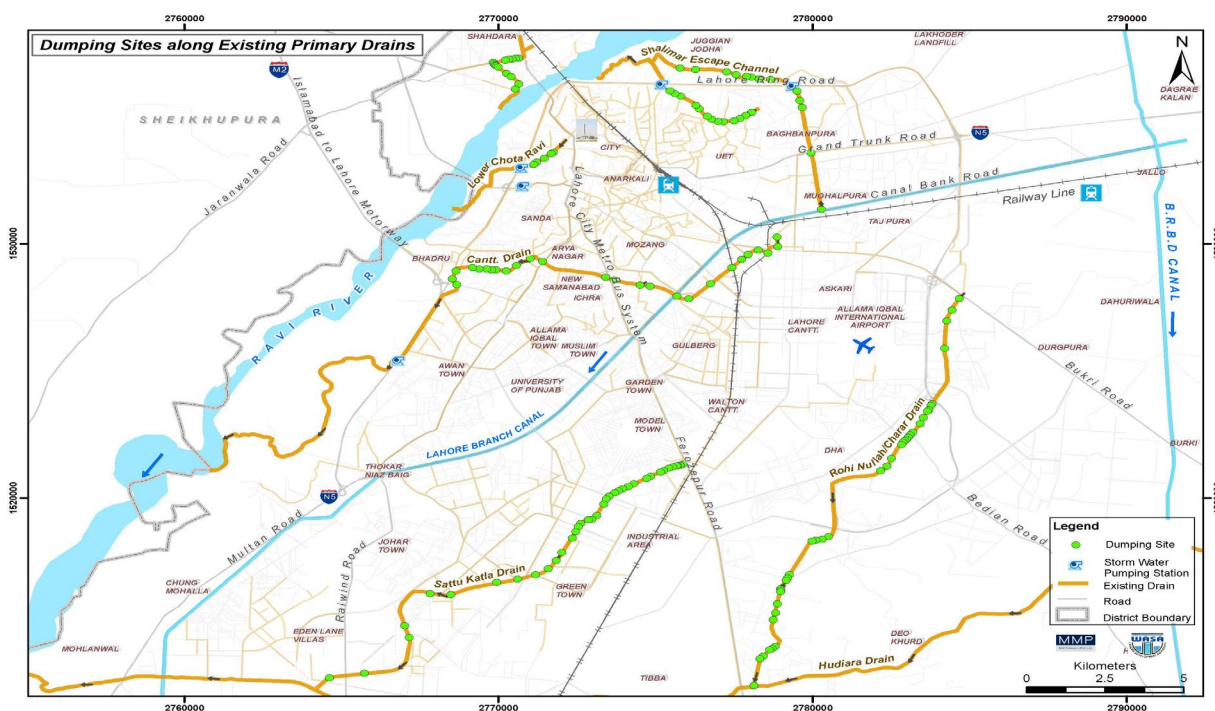 2760000
2770000
2780000
2790000
Dumping Sites along Existing Primary Drains
SHAHDARA
JUGGIAN
JODHA
LAKHODER
LANDFILL
N
M2
Islamabad to Lahore Motorway
Shalimar Escape Channel
Lahore Ring Road
DAGRAE
KALAN
SHEIKHUPURA
BAGHBANPURA
Grand Trunk Road
N5
Lower Chota Ravi
CITY
UET
Jaranwala Road
ANARKALI
MUGHALPURA
Canal Bank Road
JALLO
Railway Line
SANDA
TAJ PURA
Lahore City Metro Bus System
B.R.B.D CANAL
BHADRU
Cantt. Drain
ARYA
NAGAR
MOZANG
NEW
SAMANABAD
ICHRA
ASKARI
RAVI RIVER
ALLAMA IQBAL
INTERNATIONAL
AIRPORT
DAHURIWALA
LAHORE
CANTT.
ALLAMA
IQBAL
TOWN
MUSLIM
TOWN
GULBERG
DURGPURA
AWAN
TOWN
UNIVERSITY
OF PUNJAB
GARDEN
TOWN
Bukri Road
WALTON
CANTT.
MODEL
TOWN
LAHORE BRANCH CANAL
Ferozepur Road
Rohi Nullah/Charar Drain
BURKI
DHA
THOKAR
NIAZ BAIG
N5
Multan Road
Bedian Road
INDUSTRIAL
AREA
JOHAR
TOWN
Raiwind Road
Sattu Katla Drain
GREEN
TOWN
CHUNG
MOHALLA
EDEN LANE
VILLAS
MOHLANWAL
DEO
KHURD
Hudiara Drain
TIBBA
Legend
Dumping Site
Storm Water
Pumping Station
Existing Drain
Road
District Boundary
MMP
WASA
Kilometers
0 2.5 5
2760000
2770000
2780000
2790000
1520000